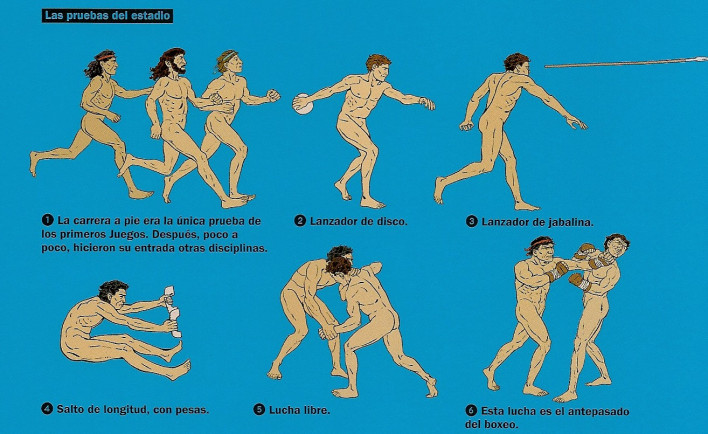 Las pruebas del estadio
❶ La carrera a pie era la única prueba de
los primeros Juegos. Después, poco a
poco, hicieron su entrada otras disciplinas.
❷ Lanzador de disco.
❸ Lanzador de jabalina.
❹ Salto de longitud, con pesas.
❺ Lucha libre.
❻ Esta lucha es el antepasado
del boxeo.